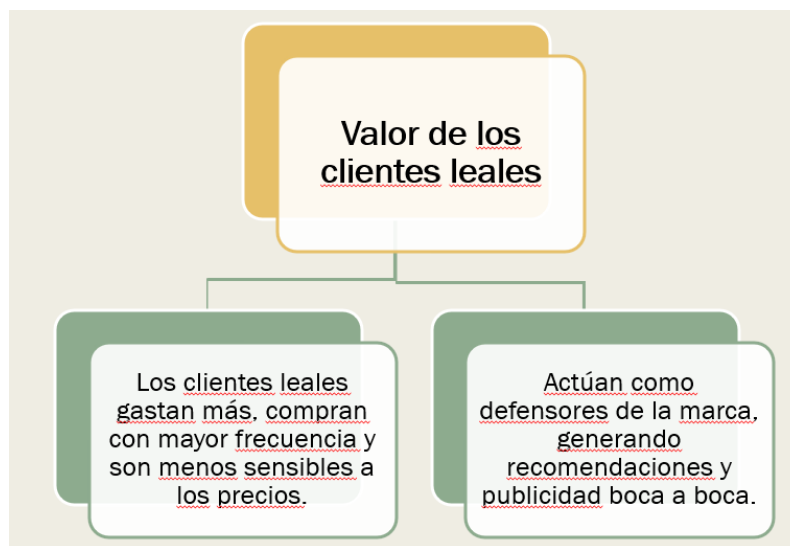 Valor de los
clientes leales
Los clientes leales
gastan más, compran
con mayor frecuencia y
son menos sensibles a
los precios.
Actúan como
defensores de la marca,
generando
recomendaciones y
publicidad boca a boca.